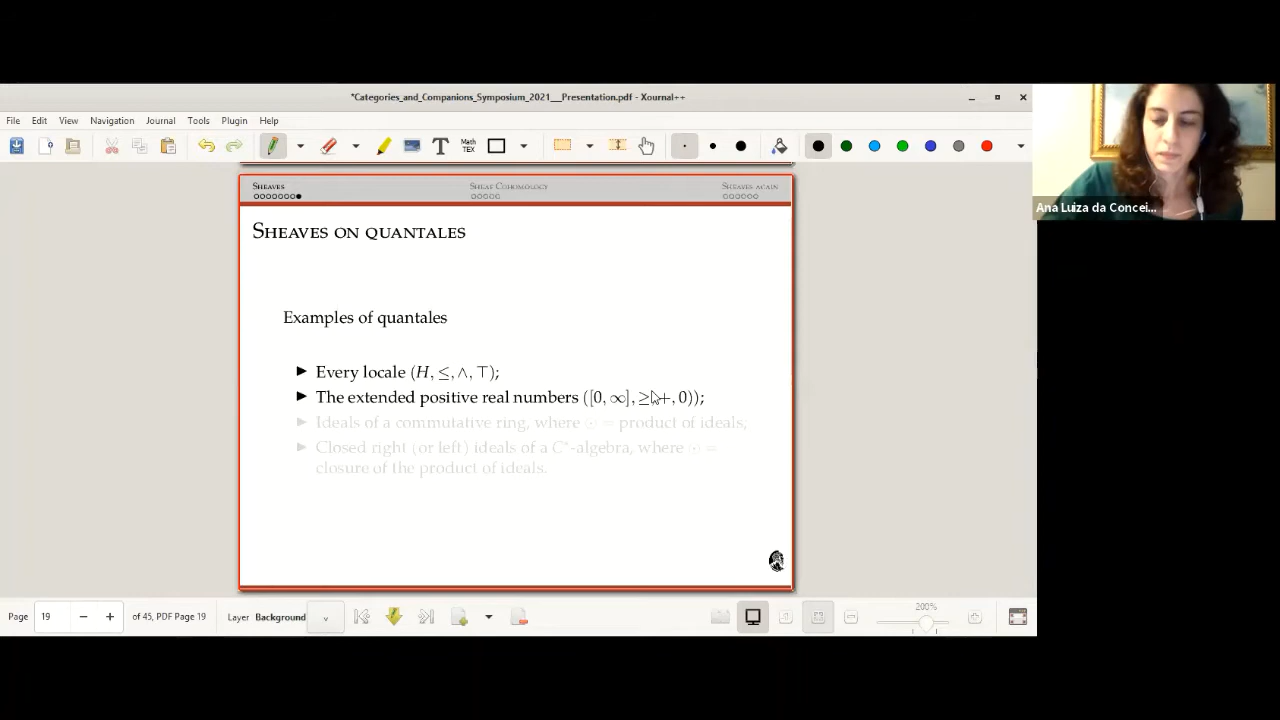 *Categories_and_Companions_Symposium_2021__Presentation.pdf - Xournal++
File Edit View Navigation Journal Tools Plugin Help
T Math TEX
Sheaves Sheaf Cohomology Sheaves again
Sheaves on quantales
Examples of quantales
► Every locale (H, ≤, ∧, ⊤);
► The extended positive real numbers ([0, ∞], ≥, +, 0));
► Ideals of a commutative ring, where ⊙ = product of ideals;
► Closed right (or left) ideals of a C*-algebra, where ⊙ =
closure of the product of ideals.
Ana Luiza da Concei...
200%
Page 19 − + of 45, PDF Page 19 Layer Background